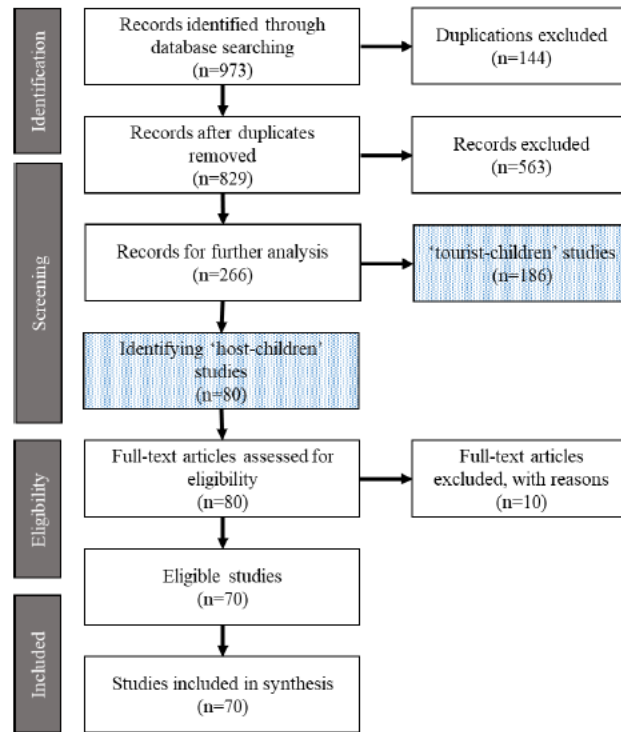 Identification
Records identified through
database searching
(n=973)
Duplications excluded
(n=144)
Records after duplicates
removed
(n=829)
Records excluded
(n=563)
Screening
Records for further analysis
(n=266)
‘tourist-children’ studies
(n=186)
Identifying ‘host-children’
studies
(n=80)
Eligibility
Full-text articles assessed for
eligibility
(n=80)
Full-text articles
excluded, with reasons
(n=10)
Eligible studies
(n=70)
Included
Studies included in synthesis
(n=70)